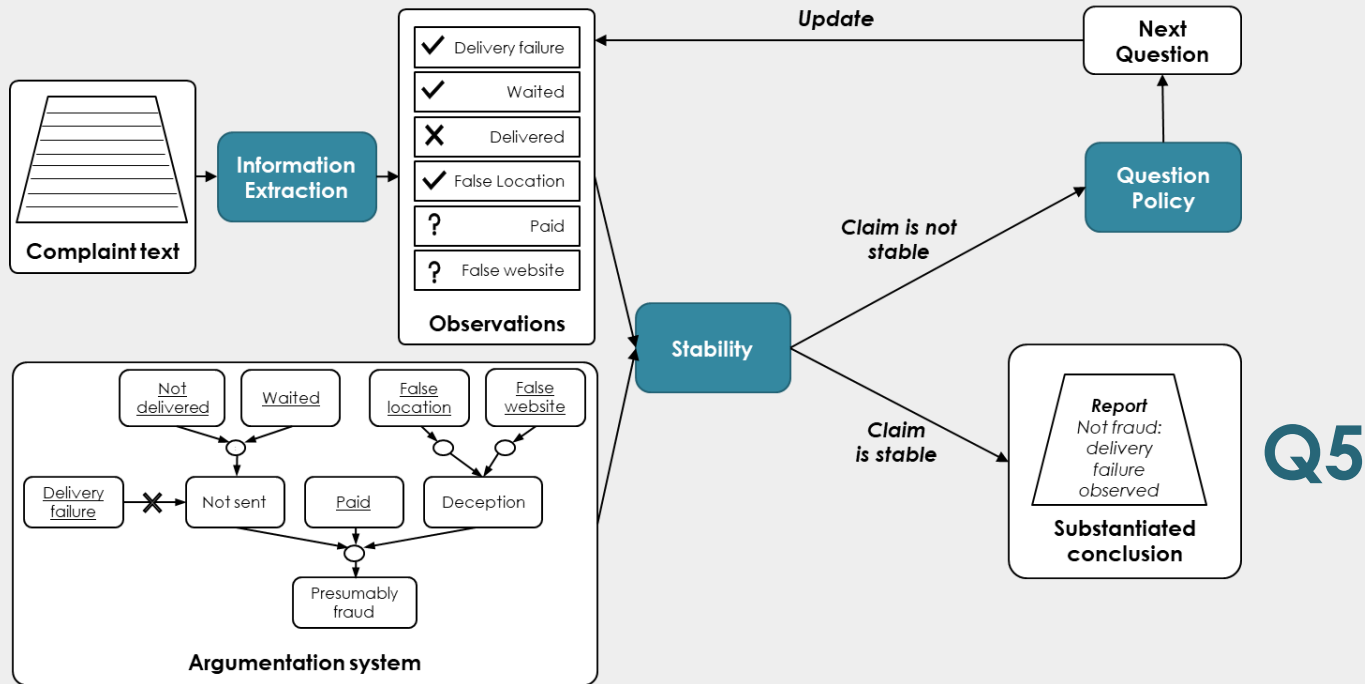 Complaint text
Information
Extraction
✓ Delivery failure
✓ Waited
✗ Delivered
✓ False Location
? Paid
? False website
Observations
Update
Next
Question
Question
Policy
Claim is not
stable
Stability
Claim
is stable
Report
Not fraud:
delivery
failure
observed
Substantiated
conclusion
Q5
Not
delivered
Waited
False
location
False
website
Delivery
failure
Not sent
Paid
Deception
Presumably
fraud
Argumentation system